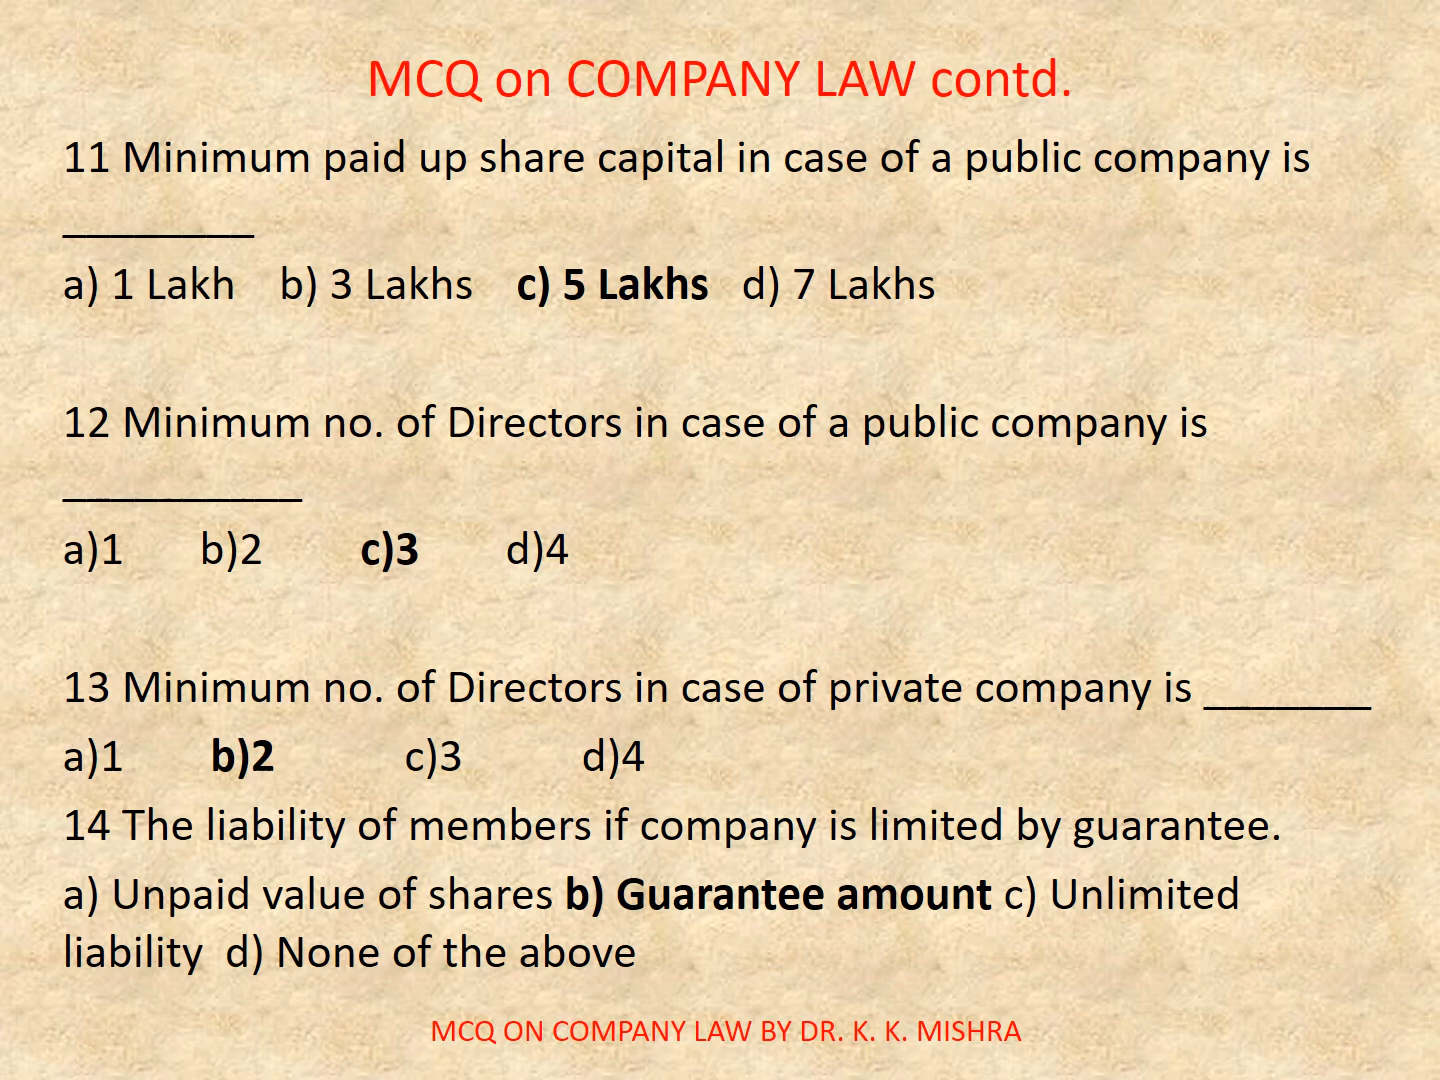 MCQ on COMPANY LAW contd.
11 Minimum paid up share capital in case of a public company is
________
a) 1 Lakh b) 3 Lakhs c) 5 Lakhs d) 7 Lakhs
12 Minimum no. of Directors in case of a public company is
__________
a)1 b)2 c)3 d)4
13 Minimum no. of Directors in case of private company is _______
a)1 b)2 c)3 d)4
14 The liability of members if company is limited by guarantee.
a) Unpaid value of shares b) Guarantee amount c) Unlimited
liability d) None of the above
MCQ ON COMPANY LAW BY DR. K. K. MISHRA